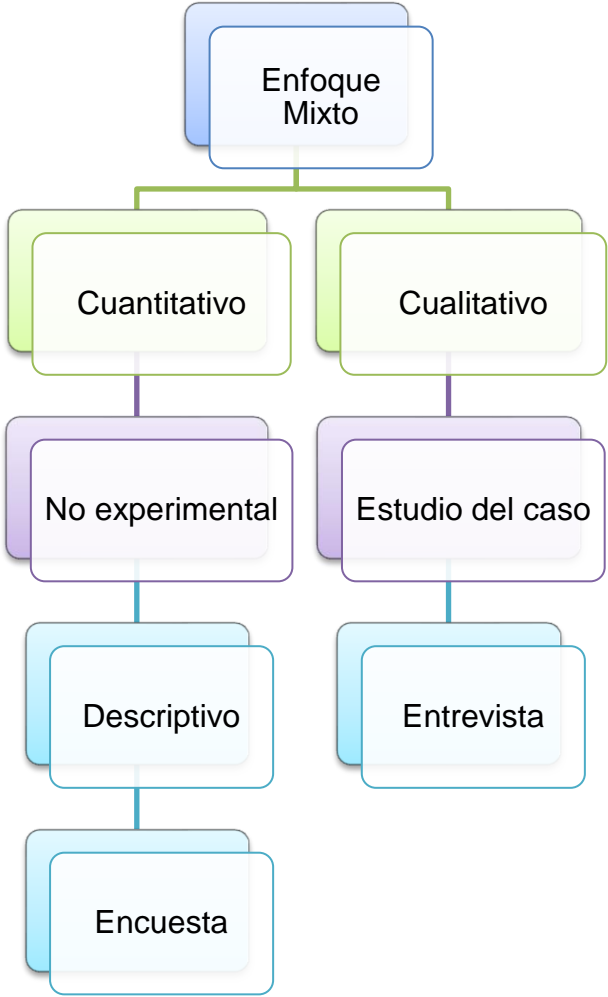 Enfoque
Mixto
Cuantitativo
Cualitativo
No experimental
Estudio del caso
Descriptivo
Entrevista
Encuesta